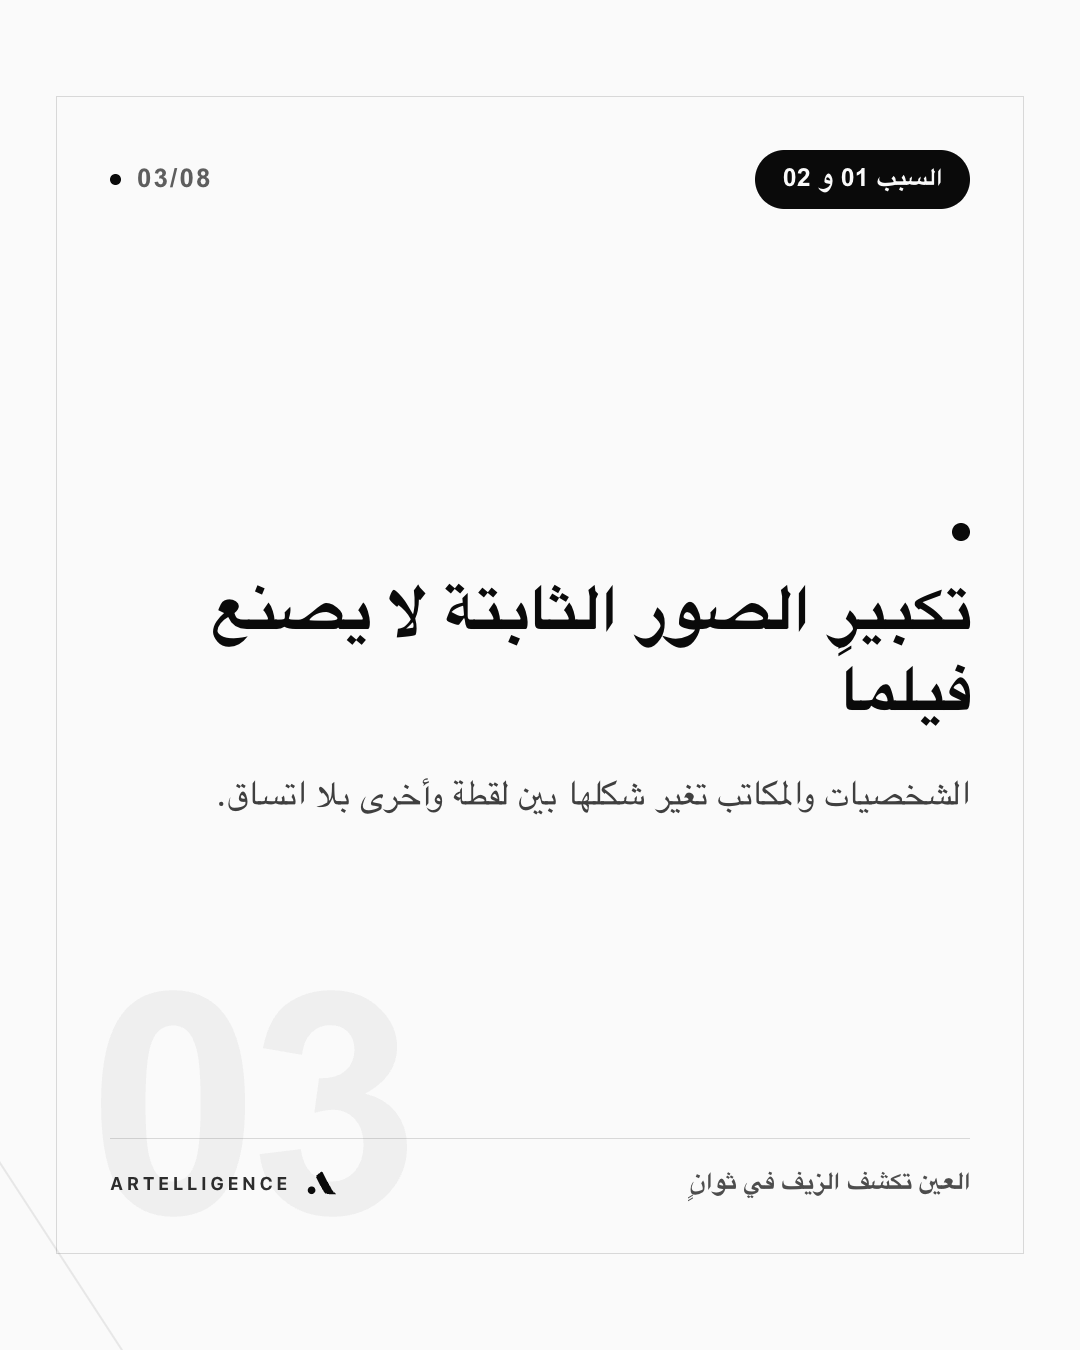 السبب 01 و 02
03/08
تكبيرِ الصور الثابتة لا يصنع
فيلما
الشخصيات والمكاتب تغير شكلها بين لقطة وأخرى بلا اتساق.
03
العين تكشف الزيف في ثوانٍ
ARTELLIGENCE